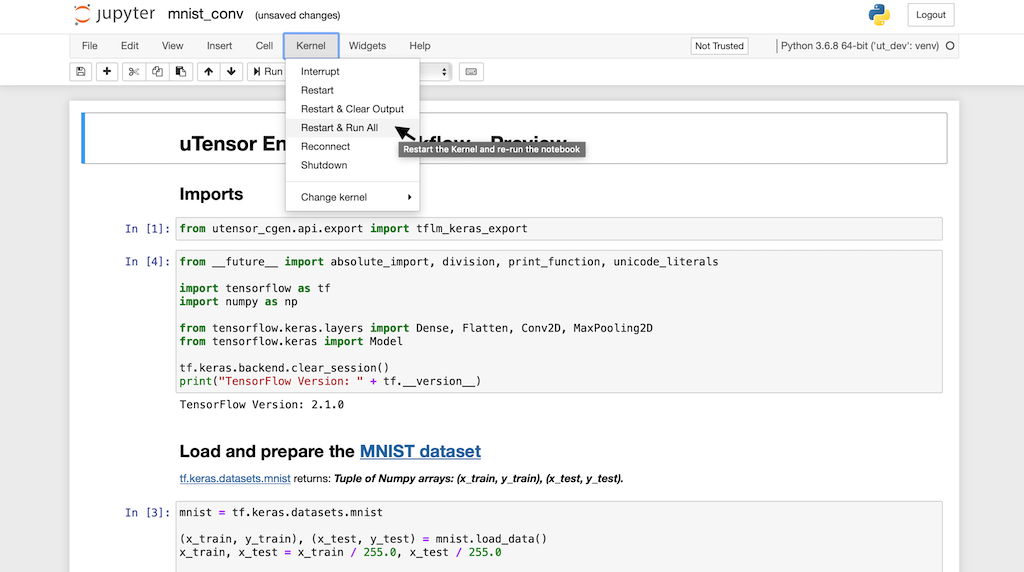 jupyter mnist_conv (unsaved changes) Logout
File Edit View Insert Cell Kernel Widgets Help Not Trusted Python 3.6.8 64-bit ('ut_dev': venv)
Run
Interrupt
Restart
Restart & Clear Output
Restart & Run All
Reconnect
Shutdown
Change kernel
Restart the Kernel and re-run the notebook
uTensor En
Preview
Imports
In [1]: from utensor_cgen.api.export import tflm_keras_export
In [4]: from __future__ import absolute_import, division, print_function, unicode_literals
import tensorflow as tf
import numpy as np
from tensorflow.keras.layers import Dense, Flatten, Conv2D, MaxPooling2D
from tensorflow.keras import Model
tf.keras.backend.clear_session()
print("TensorFlow Version: " + tf.__version__)
TensorFlow Version: 2.1.0
Load and prepare the MNIST dataset
tf.keras.datasets.mnist returns: Tuple of Numpy arrays: (x_train, y_train), (x_test, y_test).
In [3]: mnist = tf.keras.datasets.mnist
(x_train, y_train), (x_test, y_test) = mnist.load_data()
x_train, x_test = x_train / 255.0, x_test / 255.0